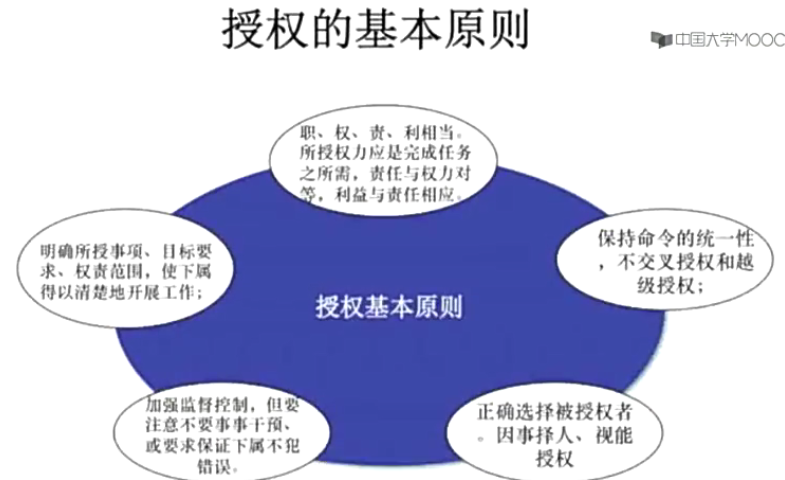 授权的基本原则
中国大学MOOC
职、权、责、利相当。
所授权力应是完成任务
之所需，责任与权力对
等，利益与责任相应。
明确所授事项、目标要
求、权责范围，使下属
得以清楚地开展工作；
保持命令的统一性
，不交叉授权和越
级授权；
授权基本原则
加强监督控制，但要
注意不要事事干预、
或要求保证下属不犯
错误。
正确选择被授权者
。因事择人、视能
授权